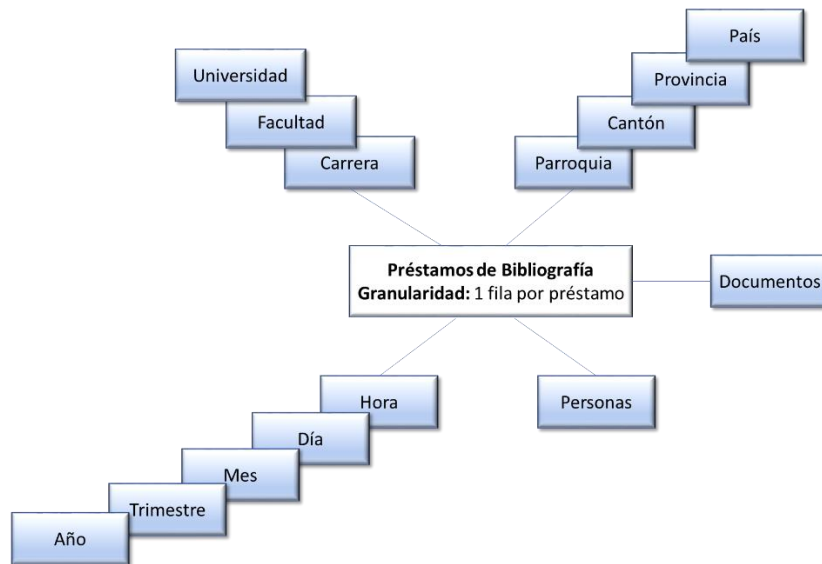 País
Universidad
Provincia
Facultad
Cantón
Carrera
Parroquia
Préstamos de Bibliografía
Granularidad: 1 fila por préstamo
Documentos
Hora
Personas
Día
Mes
Trimestre
Año